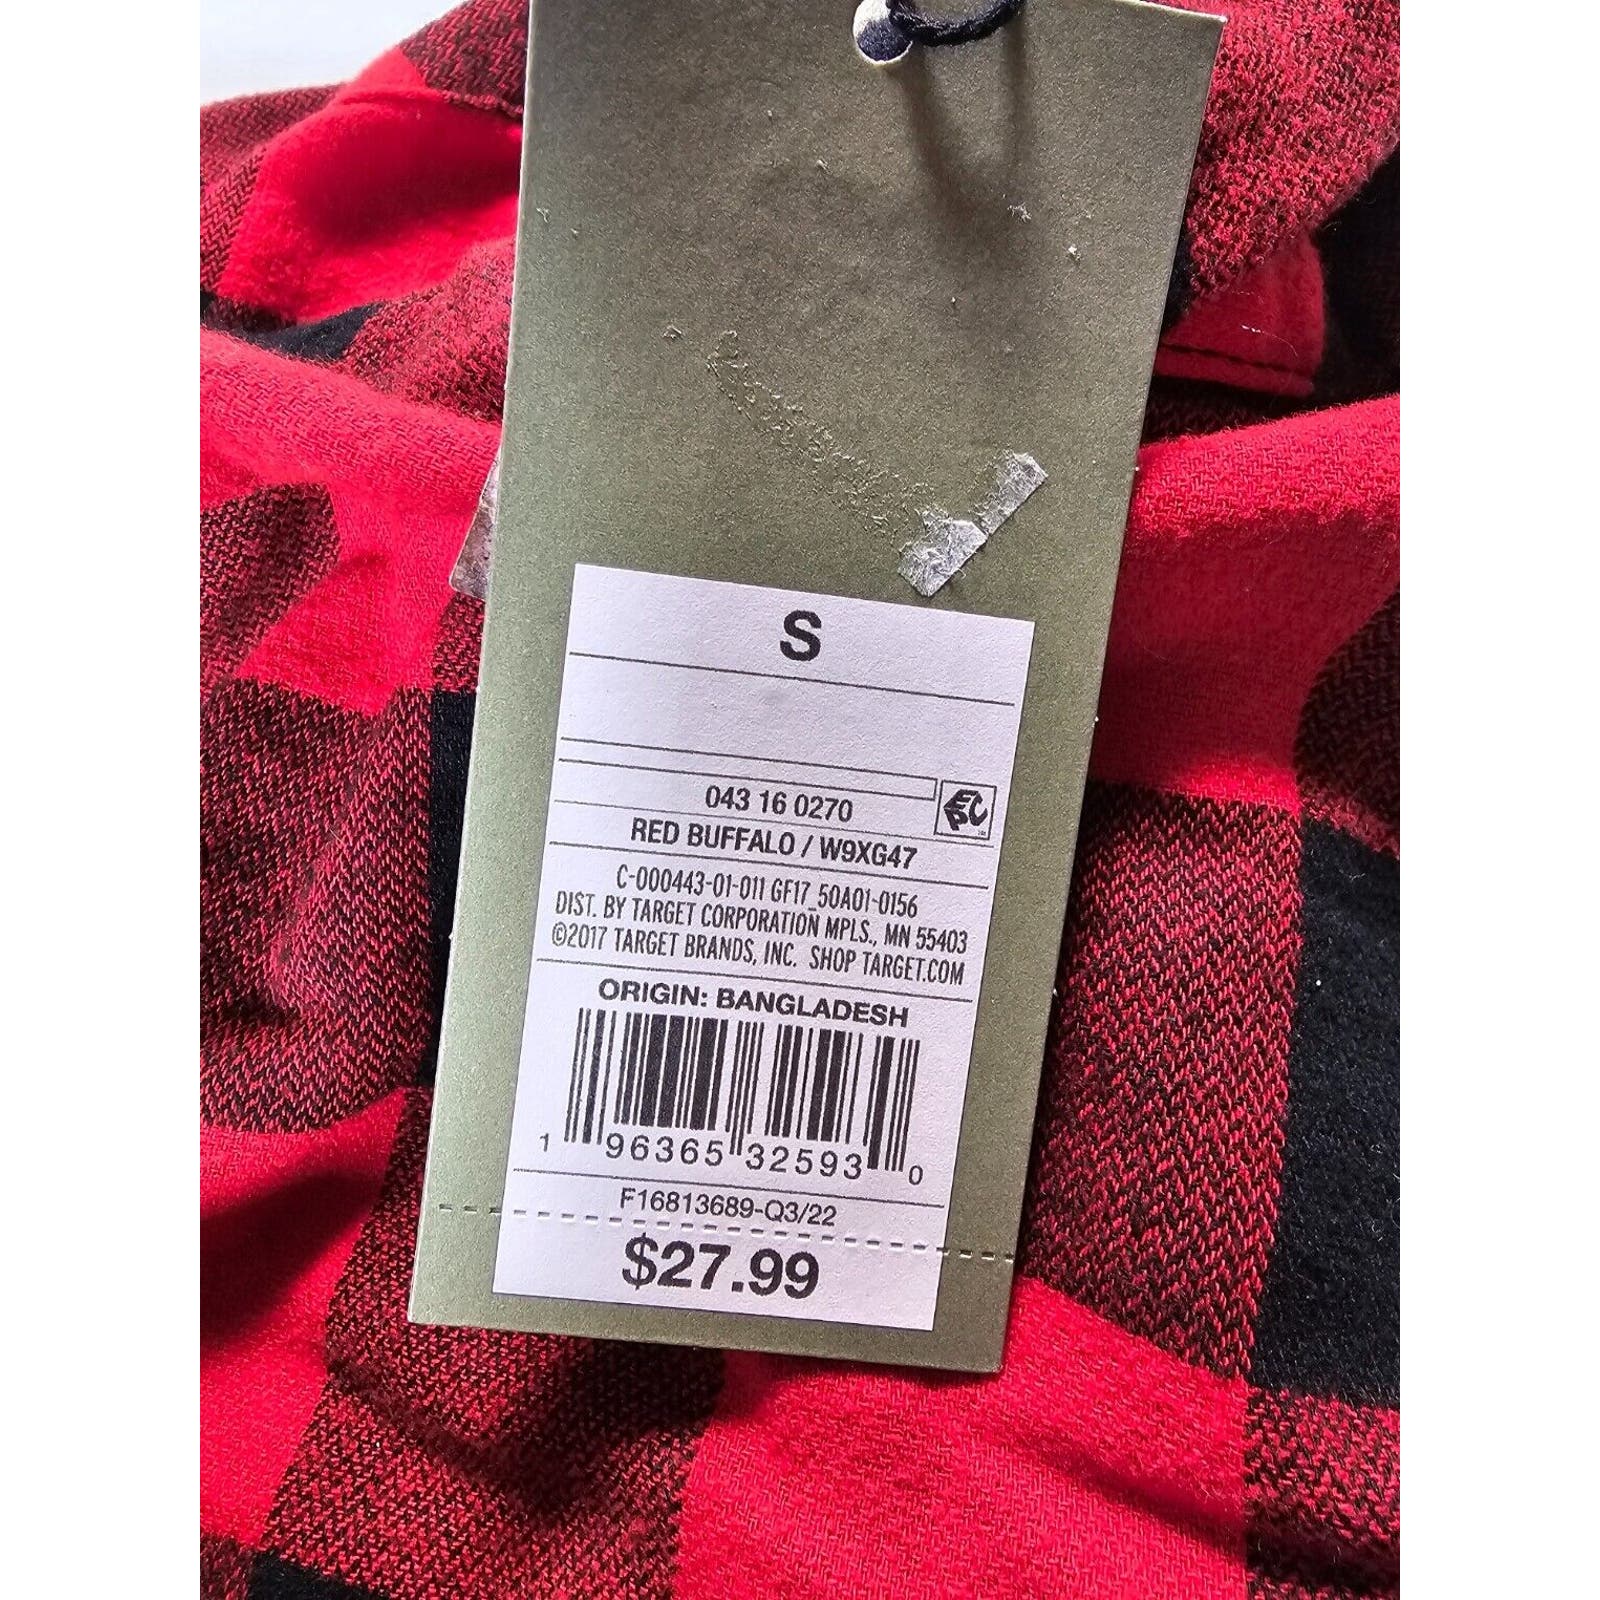 S
043 16 0270
EPC
RED BUFFALO / W9XG47
C-000443-01-011 GF17_50A01-0156
DIST. BY TARGET CORPORATION MPLS., MN 55403
©2017 TARGET BRANDS, INC. SHOP TARGET.COM
ORIGIN: BANGLADESH
1 96365 32593 0
F16813689-Q3/22
$27.99